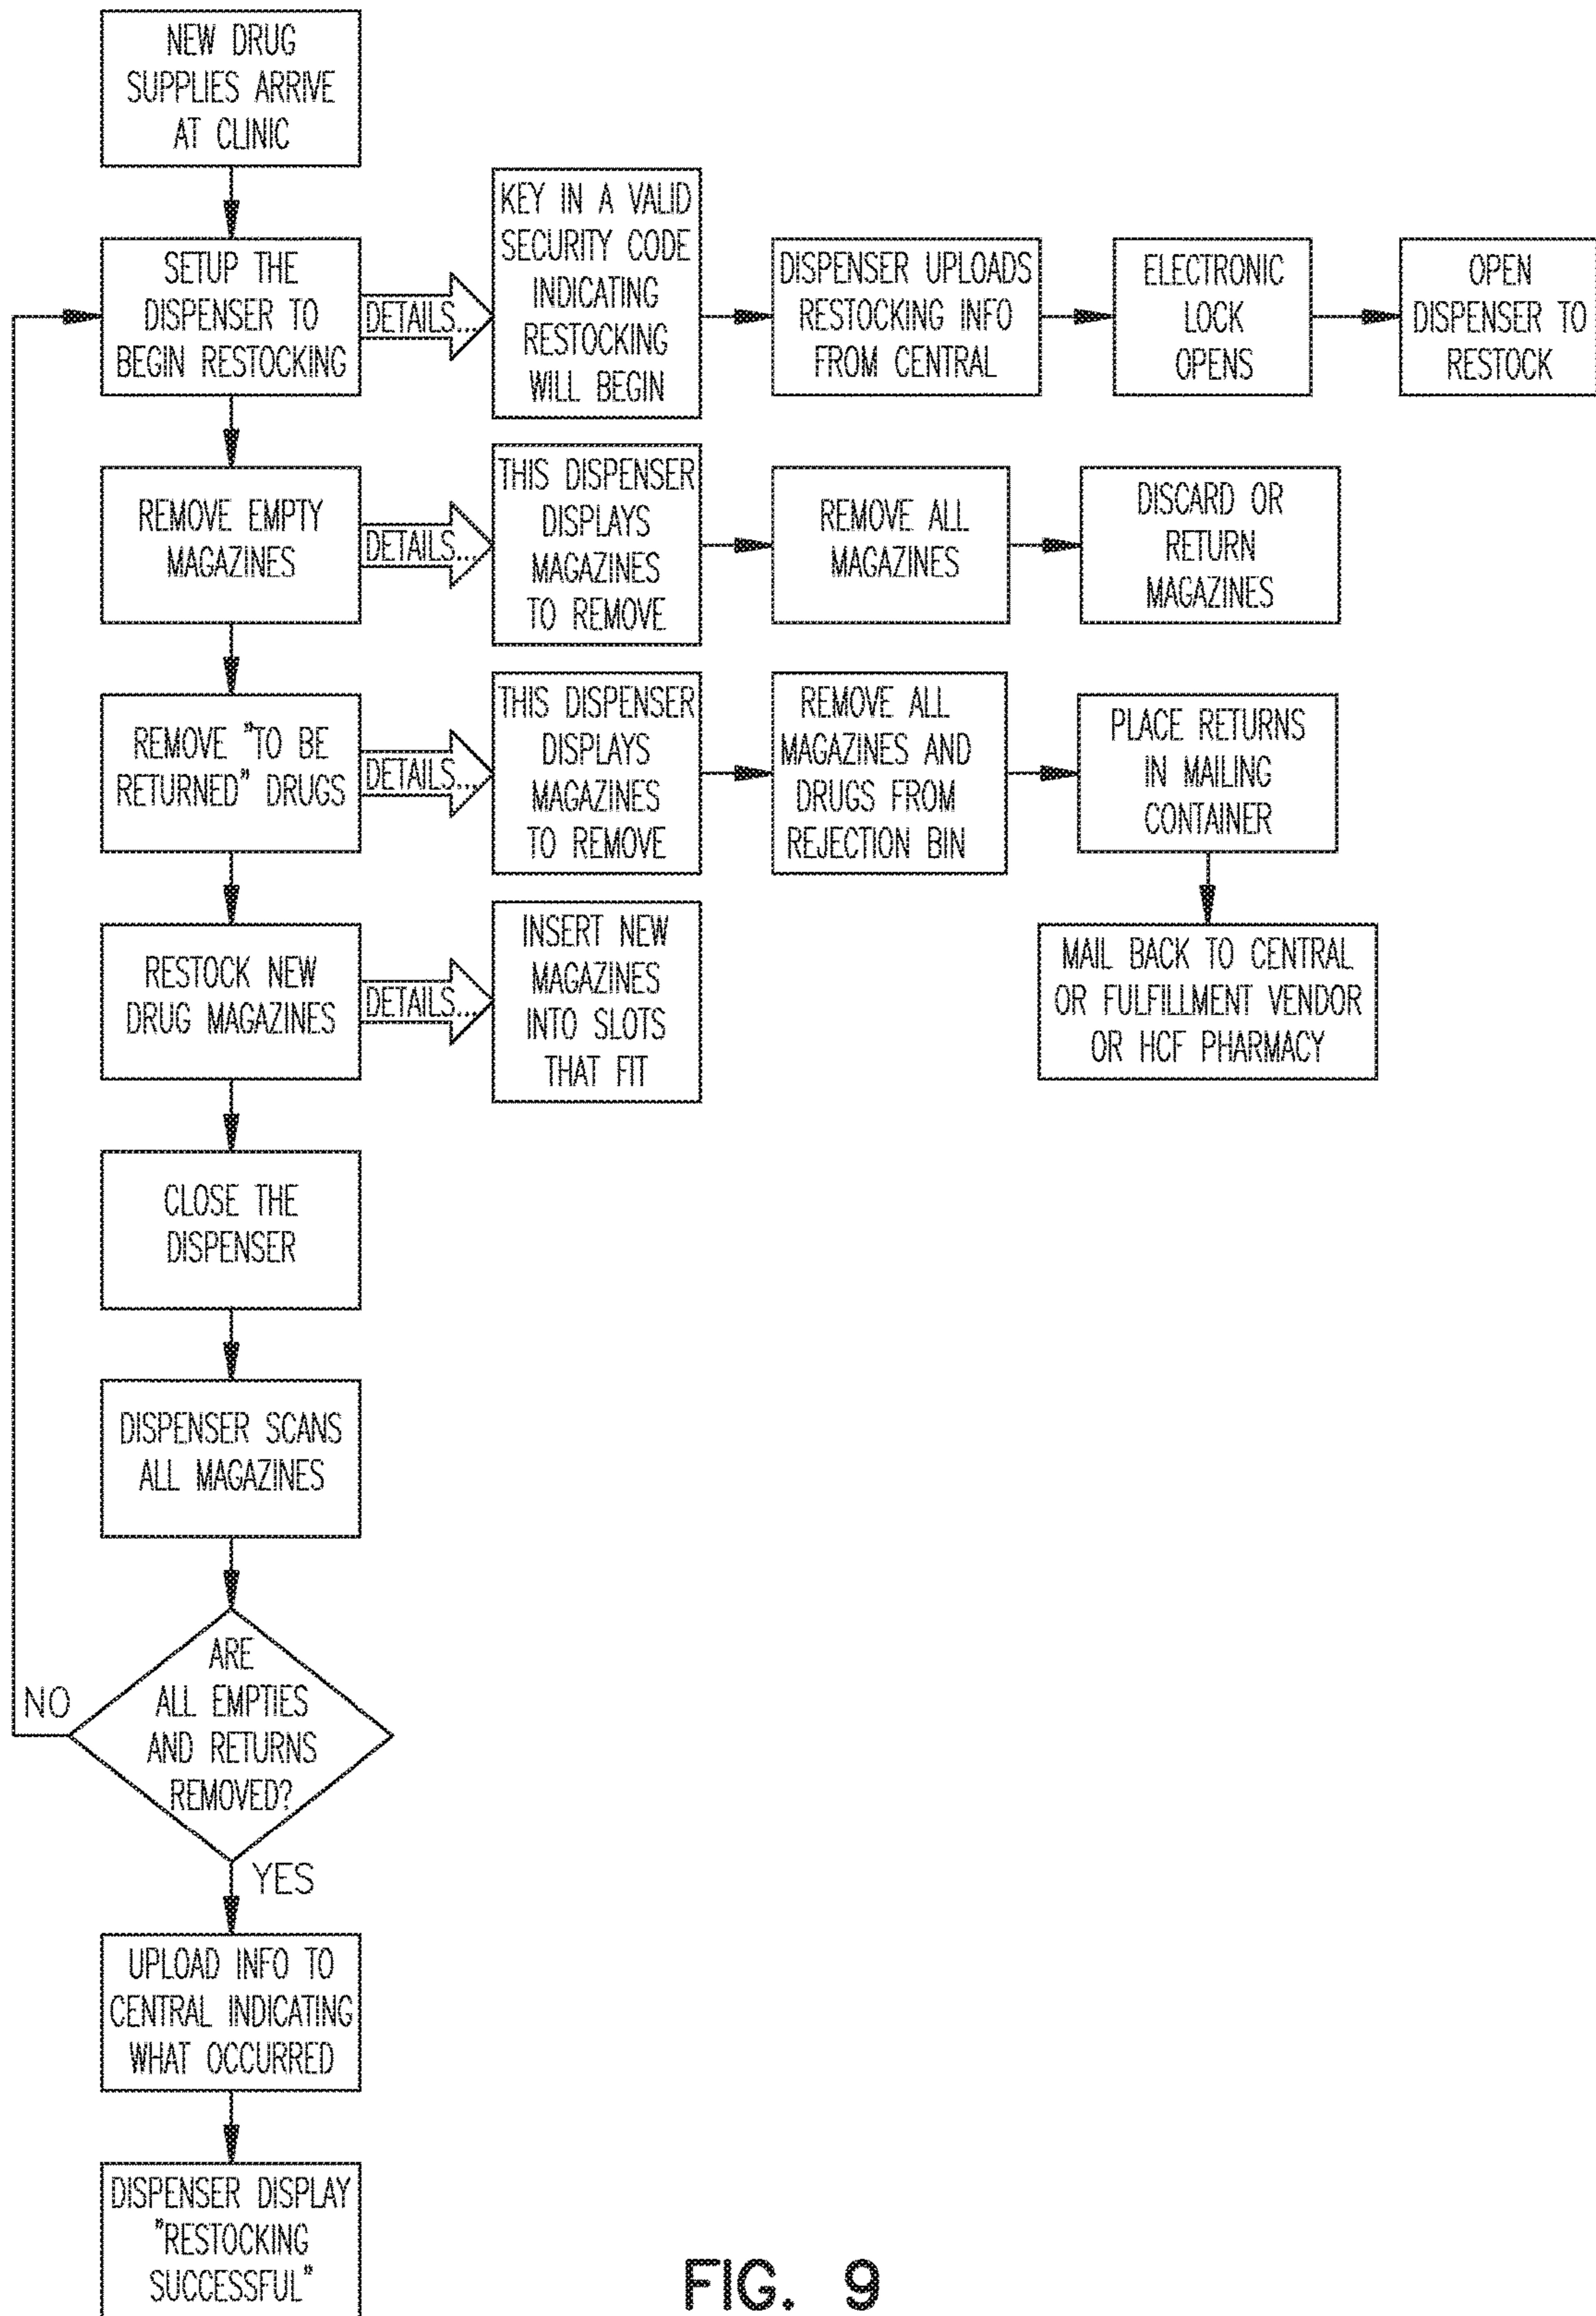 NEW DRUG
SUPPLIES ARRIVE
AT CLINIC
SETUP THE
DISPENSER TO
BEGIN RESTOCKING
DETAILS...
KEY IN A VALID
SECURITY CODE
INDICATING
RESTOCKING
WILL BEGIN
DISPENSER UPLOADS
RESTOCKING INFO
FROM CENTRAL
ELECTRONIC
LOCK
OPENS
OPEN
DISPENSER TO
RESTOCK
REMOVE EMPTY
MAGAZINES
DETAILS...
THIS DISPENSER
DISPLAYS
MAGAZINES
TO REMOVE
REMOVE ALL
MAGAZINES
DISCARD OR
RETURN
MAGAZINES
REMOVE "TO BE
RETURNED" DRUGS
DETAILS...
THIS DISPENSER
DISPLAYS
MAGAZINES
TO REMOVE
REMOVE ALL
MAGAZINES AND
DRUGS FROM
REJECTION BIN
PLACE RETURNS
IN MAILING
CONTAINER
MAIL BACK TO CENTRAL
OR FULFILLMENT VENDOR
OR HCF PHARMACY
RESTOCK NEW
DRUG MAGAZINES
DETAILS...
INSERT NEW
MAGAZINES
INTO SLOTS
THAT FIT
CLOSE THE
DISPENSER
DISPENSER SCANS
ALL MAGAZINES
ARE
ALL EMPTIES
AND RETURNS
REMOVED?
NO
YES
UPLOAD INFO TO
CENTRAL INDICATING
WHAT OCCURRED
DISPENSER DISPLAY
"RESTOCKING
SUCCESSFUL"
FIG. 9